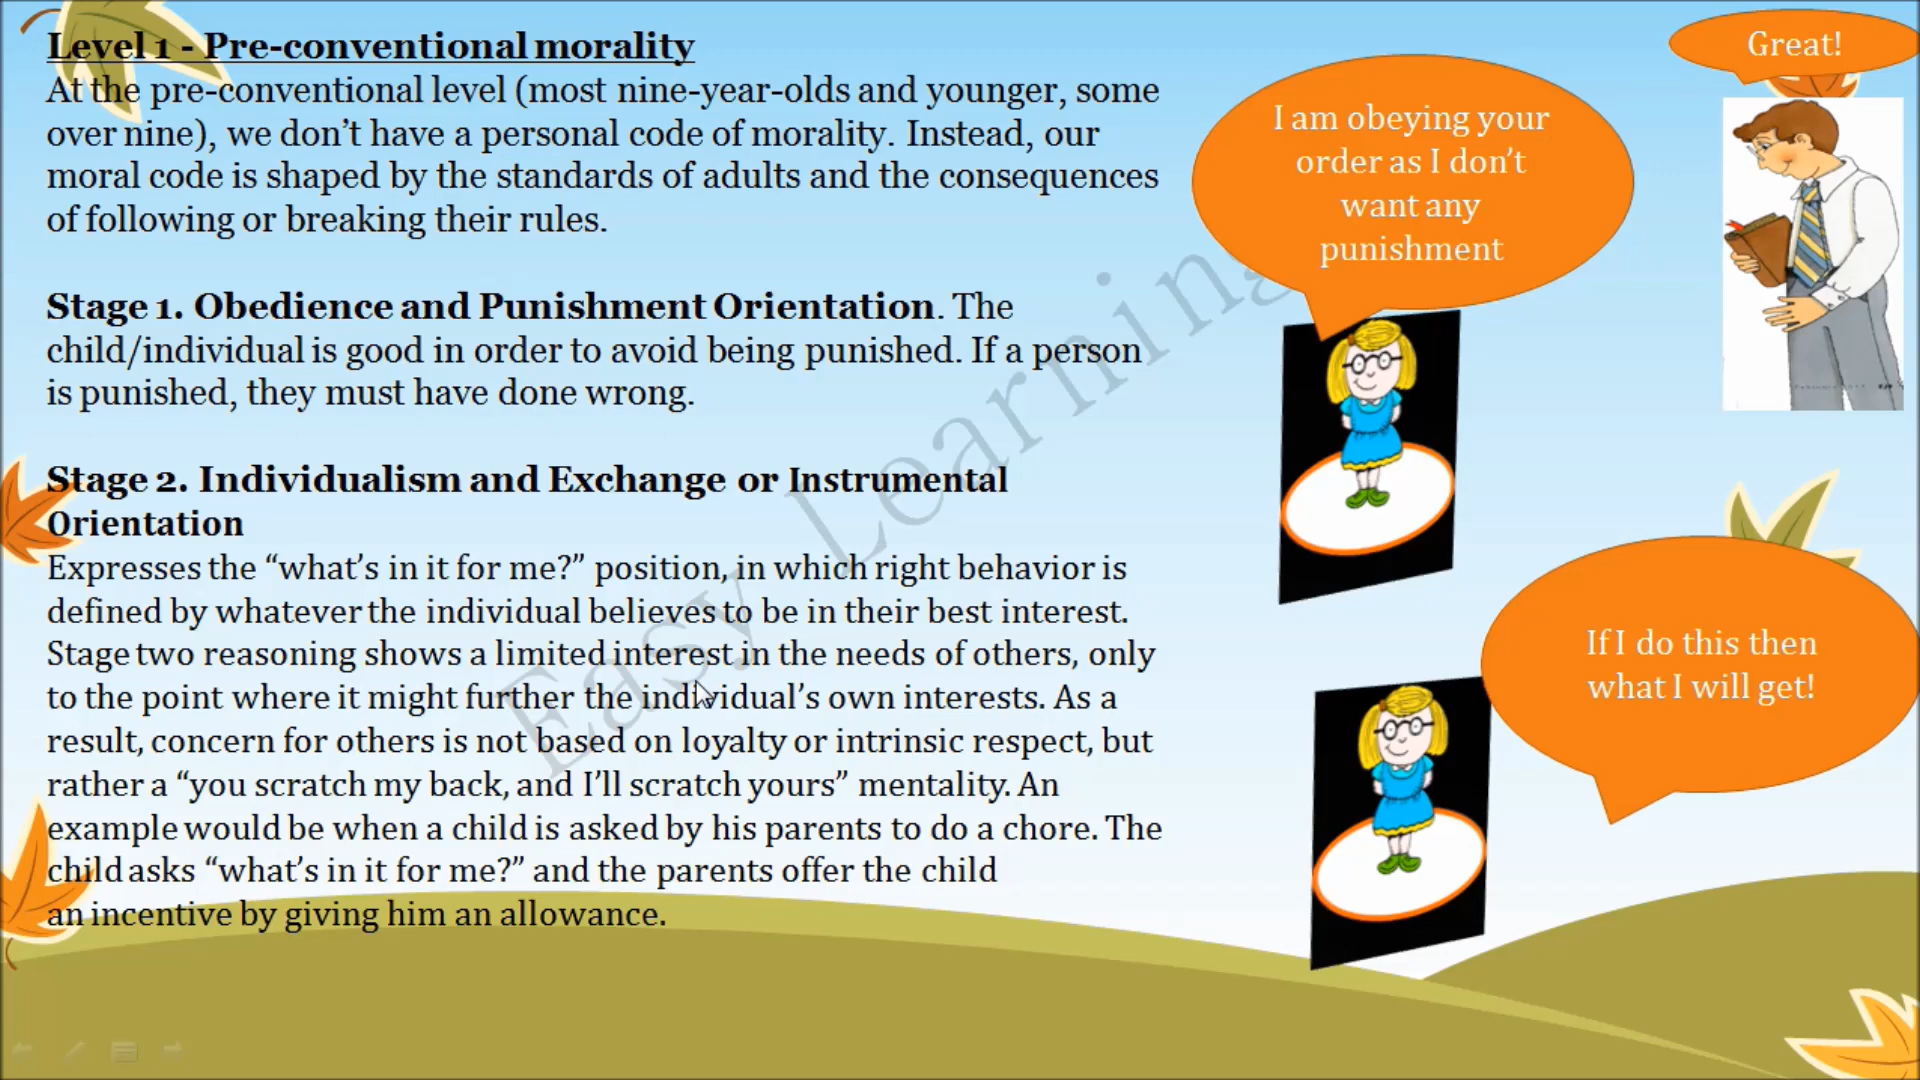 Level 1 - Pre-conventional morality
At the pre-conventional level (most nine-year-olds and younger, some
over nine), we don’t have a personal code of morality. Instead, our
moral code is shaped by the standards of adults and the consequences
of following or breaking their rules.
Stage 1. Obedience and Punishment Orientation. The
child/individual is good in order to avoid being punished. If a person
is punished, they must have done wrong.
Stage 2. Individualism and Exchange or Instrumental
Orientation
Expresses the “what’s in it for me?” position, in which right behavior is
defined by whatever the individual believes to be in their best interest.
Stage two reasoning shows a limited interest in the needs of others, only
to the point where it might further the individual’s own interests. As a
result, concern for others is not based on loyalty or intrinsic respect, but
rather a “you scratch my back, and I’ll scratch yours” mentality. An
example would be when a child is asked by his parents to do a chore. The
child asks “what’s in it for me?” and the parents offer the child
an incentive by giving him an allowance.
I am obeying your
order as I don’t
want any
punishment
Great!
If I do this then
what I will get!
Easy Learning